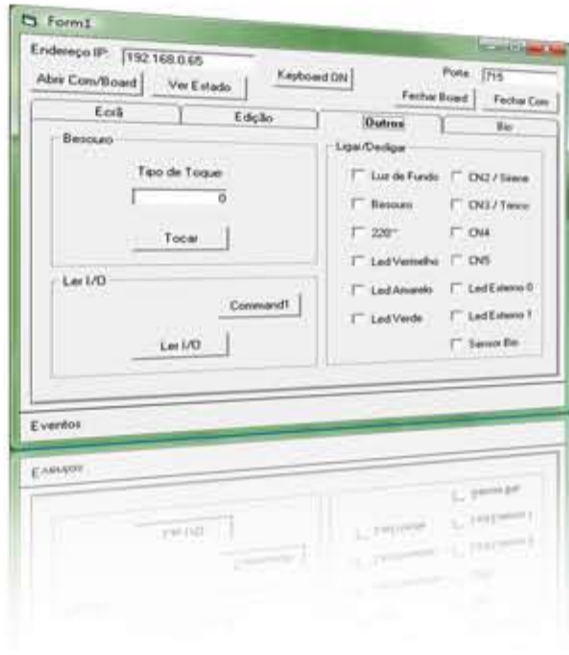 Form1
Endereço IP: 192.168.0.65 Porta 715
Abrir Com/Board Ver Estado Keyboard ON Fechar Board Fechar Com
Ecrã Edição Outros Bio
Besouro
Tipo de Toque
0
Tocar
Ler I/O
Command1
Ler I/O
Ligar/Desligar
Luz de Fundo CN2 / Sirene
Besouro CN3 / Trinco
220~ CN4
Led Vermelho CN5
Led Amarelo Led Externo 0
Led Verde Led Externo 1
Sensor Bio
Eventos